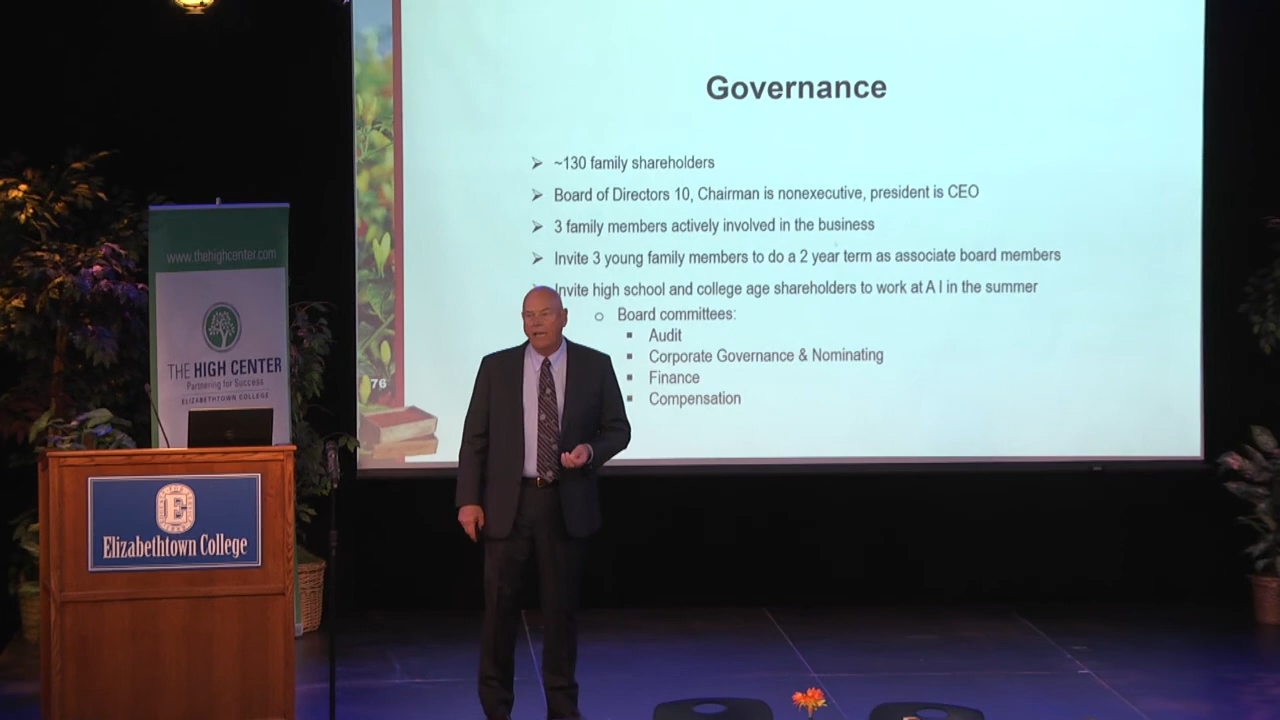 Governance
~130 family shareholders
Board of Directors 10, Chairman is nonexecutive, president is CEO
3 family members actively involved in the business
Invite 3 young family members to do a 2 year term as associate board members
Invite high school and college age shareholders to work at A I in the summer
Board committees:
Audit
Corporate Governance & Nominating
Finance
Compensation
76
www.thehighcenter.com
THE HIGH CENTER
Partnering for Success
ELIZABETHTOWN COLLEGE
E
Elizabethtown College